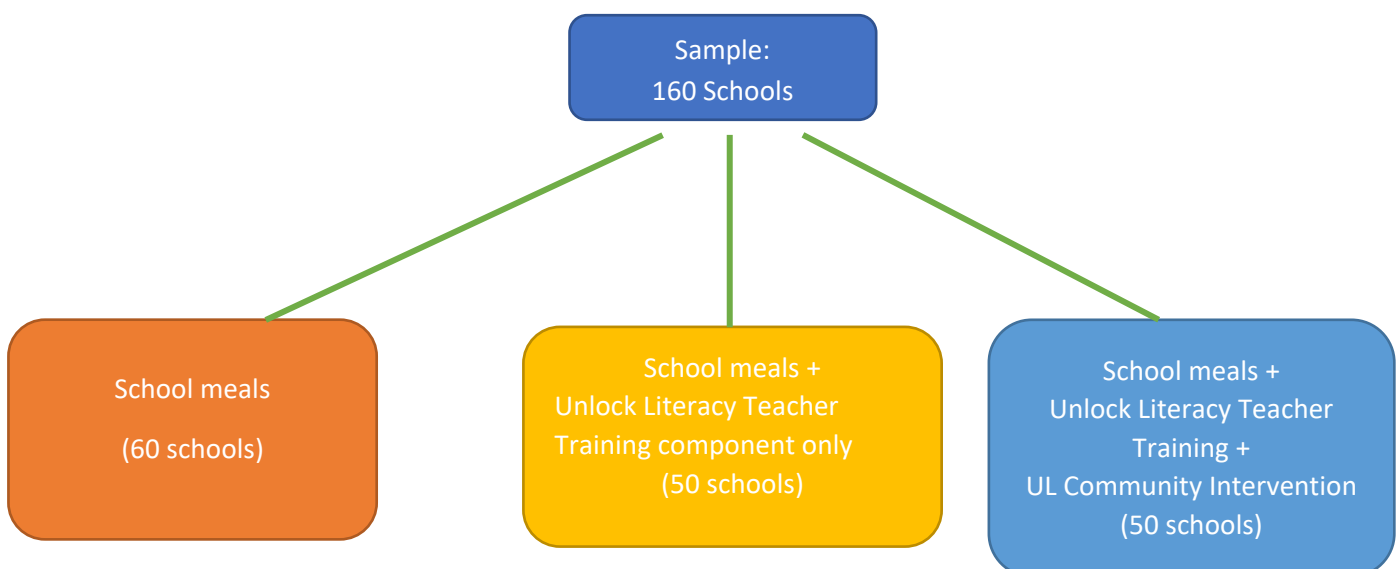 Sample:
160 Schools
School meals
(60 schools)
School meals +
Unlock Literacy Teacher
Training component only
(50 schools)
School meals +
Unlock Literacy Teacher
Training +
UL Community Intervention
(50 schools)